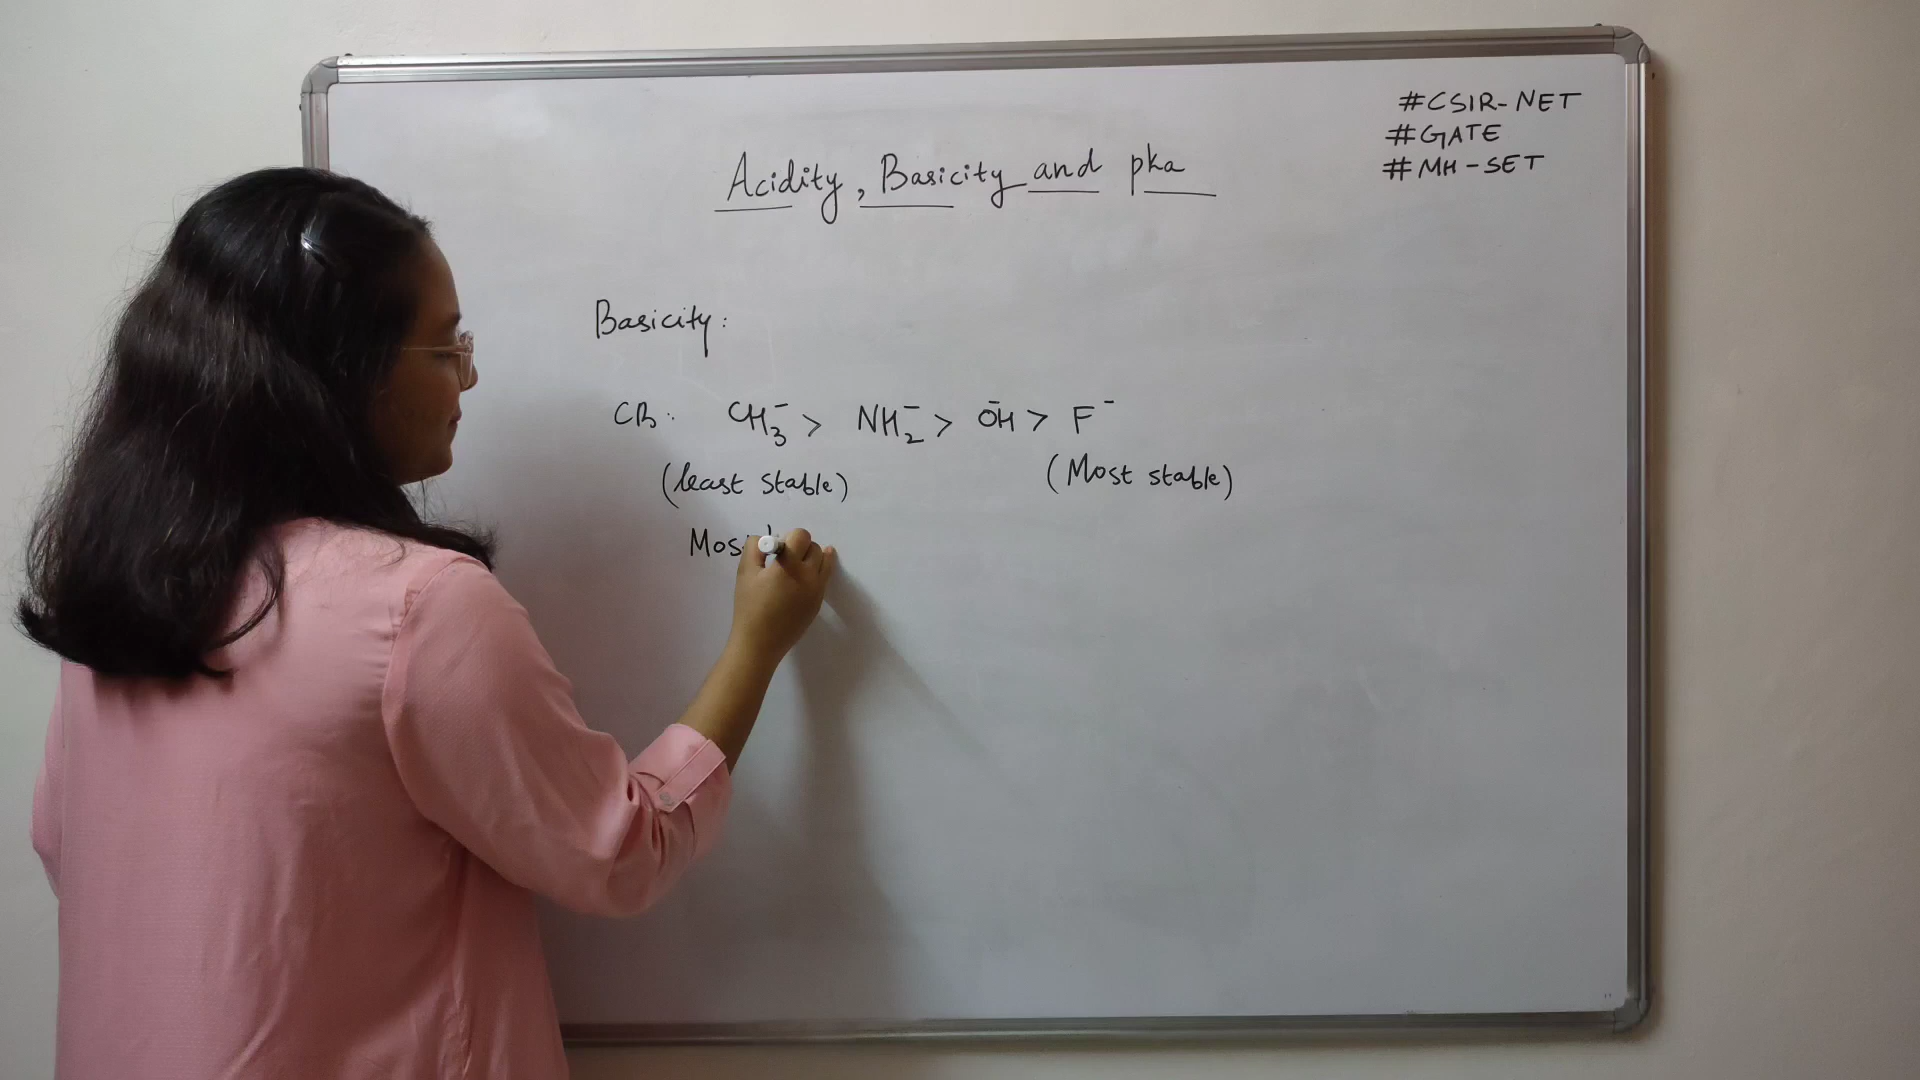 #CSIR-NET
#GATE
#MH-SET
Acidity, Basicity and pka
Basicity:
CB: CH₃⁻ > NH₂⁻ > ŌH > F⁻
(least stable) (Most stable)
Most